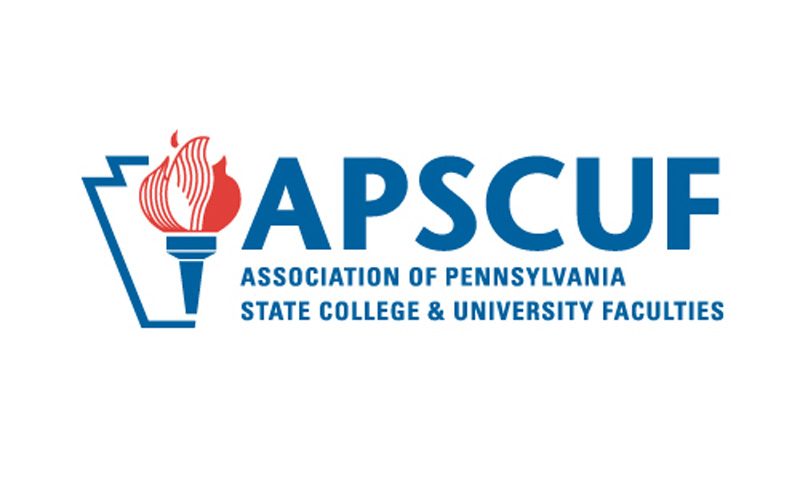 APSCUF
ASSOCIATION OF PENNSYLVANIA
STATE COLLEGE & UNIVERSITY FACULTIES